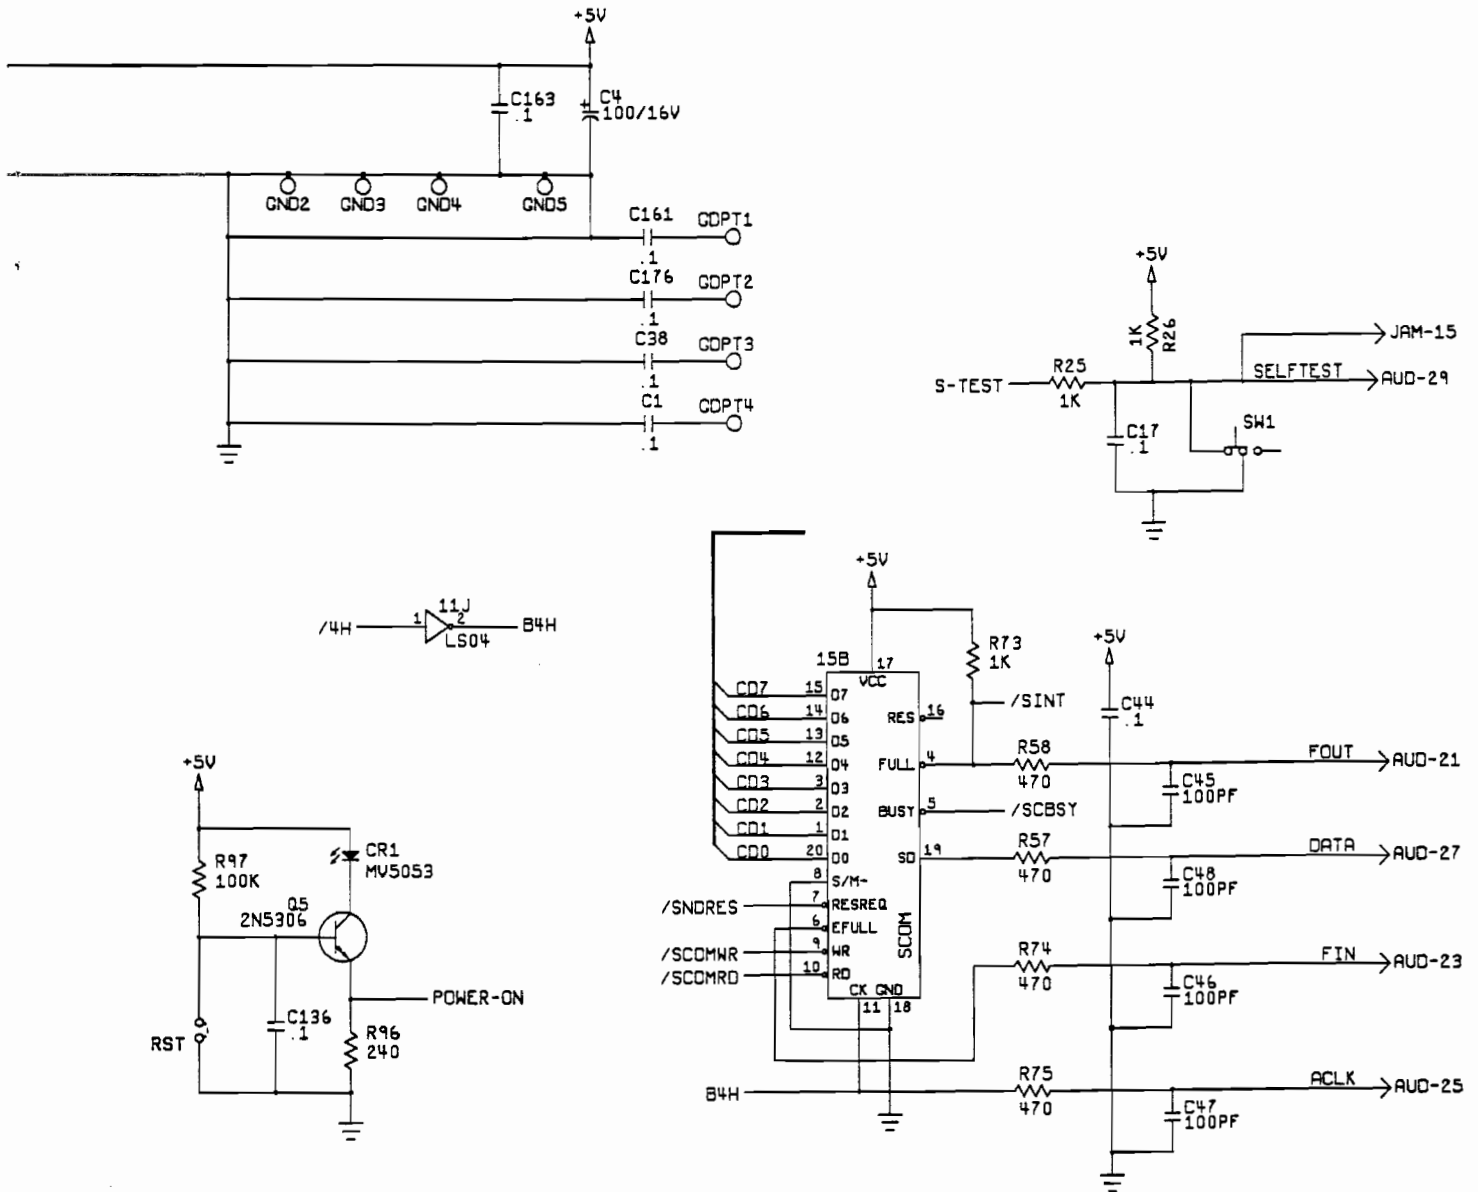 +5V
C163
.1
C4
+
100/16V
GND2
GND3
GND4
GND5
C161
.1
GDPT1
C176
.1
GDPT2
C38
.1
GDPT3
C1
.1
GDPT4
+5V
1K
R26
JAM-15
S-TEST
R25
1K
SELFTEST
AUD-29
C17
.1
SW1
/4H
1
11J
2
LS04
B4H
+5V
R73
1K
15B
17
VCC
CD7 15 D7
CD6 14 D6
CD5 13 D5
CD4 12 D4
CD3 3 D3
CD2 2 D2
CD1 1 D1
CD0 20 D0
8 S/M-
/SNDRES 7 RESREQ
6 EFULL
/SCOMWR 9 WR
/SCOMRD 10 RD
RES 16
FULL 4
BUSY 5
SD 19
SCOM
CK GND
11 18
/SINT
/SCBSY
B4H
+5V
C44
.1
R58
470
FOUT
AUD-21
C45
100PF
R57
470
DATA
AUD-27
C48
100PF
R74
470
FIN
AUD-23
C46
100PF
R75
470
ACLK
AUD-25
C47
100PF
+5V
R97
100K
CR1
MV5053
Q5
2N5306
POWER-ON
RST
C136
.1
R96
240